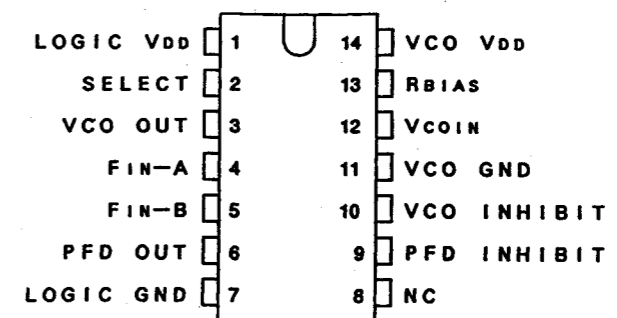 LOGIC VDD 1 14 VCO VDD
SELECT 2 13 RBIAS
VCO OUT 3 12 VCOIN
FIN-A 4 11 VCO GND
FIN-B 5 10 VCO INHIBIT
PFD OUT 6 9 PFD INHIBIT
LOGIC GND 7 8 NC